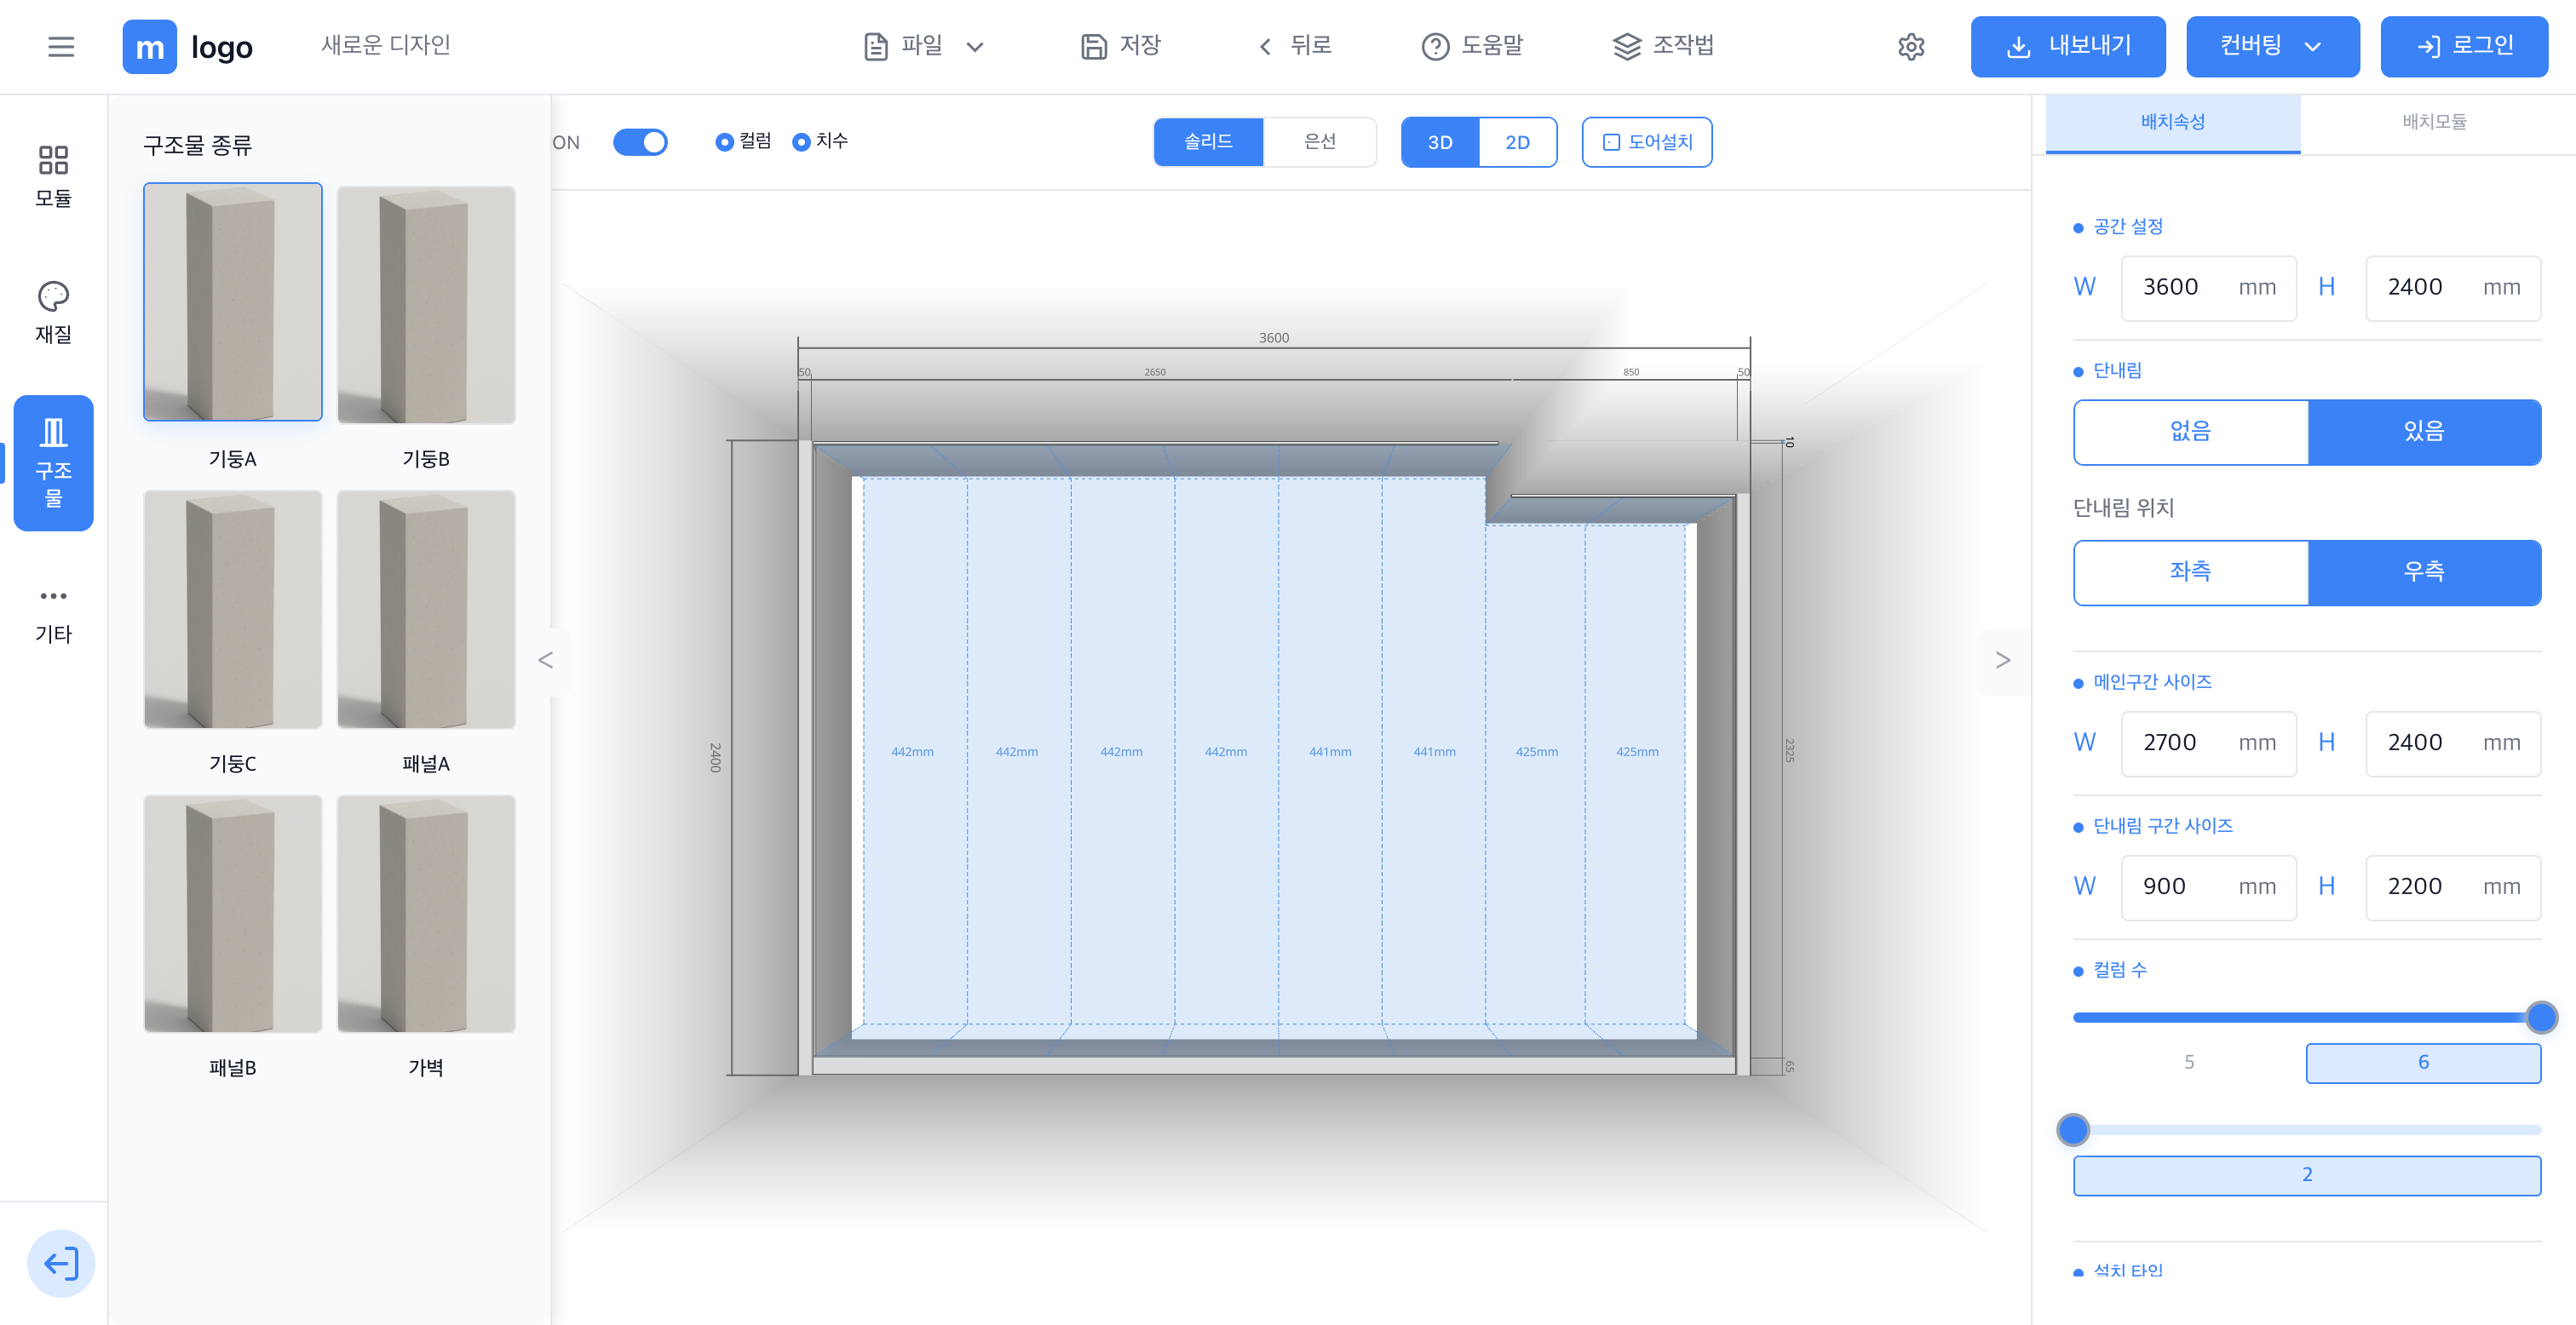 m logo
새로운 디자인
파일
저장
뒤로
도움말
조작법
내보내기
컨버팅
로그인
모듈
재질
구조
물
기타
구조물 종류
기둥A
기둥B
기둥C
패널A
패널B
가벽
ON
컬럼
치수
솔리드
은선
3D
2D
도어설치
3600
50
2650
850
50
10
2400
2325
65
442mm
442mm
442mm
442mm
441mm
441mm
425mm
425mm
<
>
배치속성
배치모듈
공간 설정
W 3600 mm H 2400 mm
단내림
없음
있음
단내림 위치
좌측
우측
메인구간 사이즈
W 2700 mm H 2400 mm
단내림 구간 사이즈
W 900 mm H 2200 mm
컬럼 수
5
6
2
설치 타입